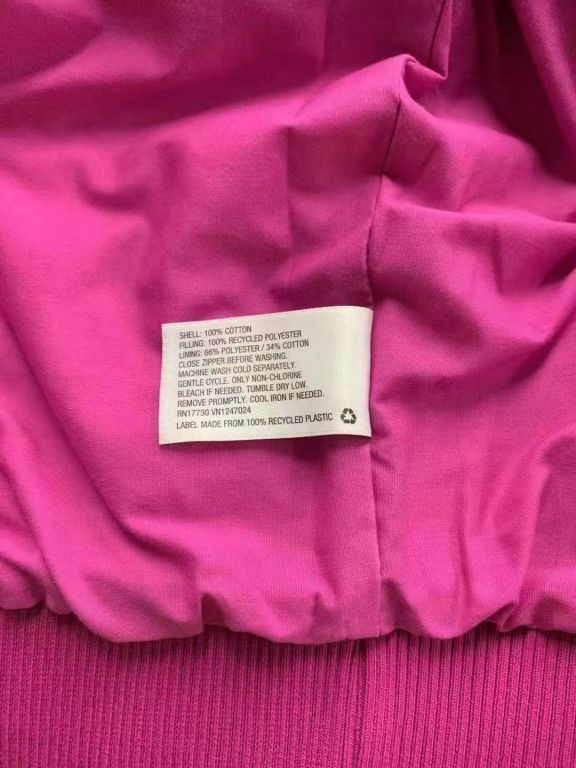 SHELL: 100% COTTON
FILLING: 100% RECYCLED POLYESTER
LINING: 66% POLYESTER / 34% COTTON
CLOSE ZIPPER BEFORE WASHING.
MACHINE WASH COLD SEPARATELY.
GENTLE CYCLE. ONLY NON-CHLORINE
BLEACH IF NEEDED. TUMBLE DRY LOW.
REMOVE PROMPTLY. COOL IRON IF NEEDED.
RN17730 VN1247024
LABEL MADE FROM 100% RECYCLED PLASTIC